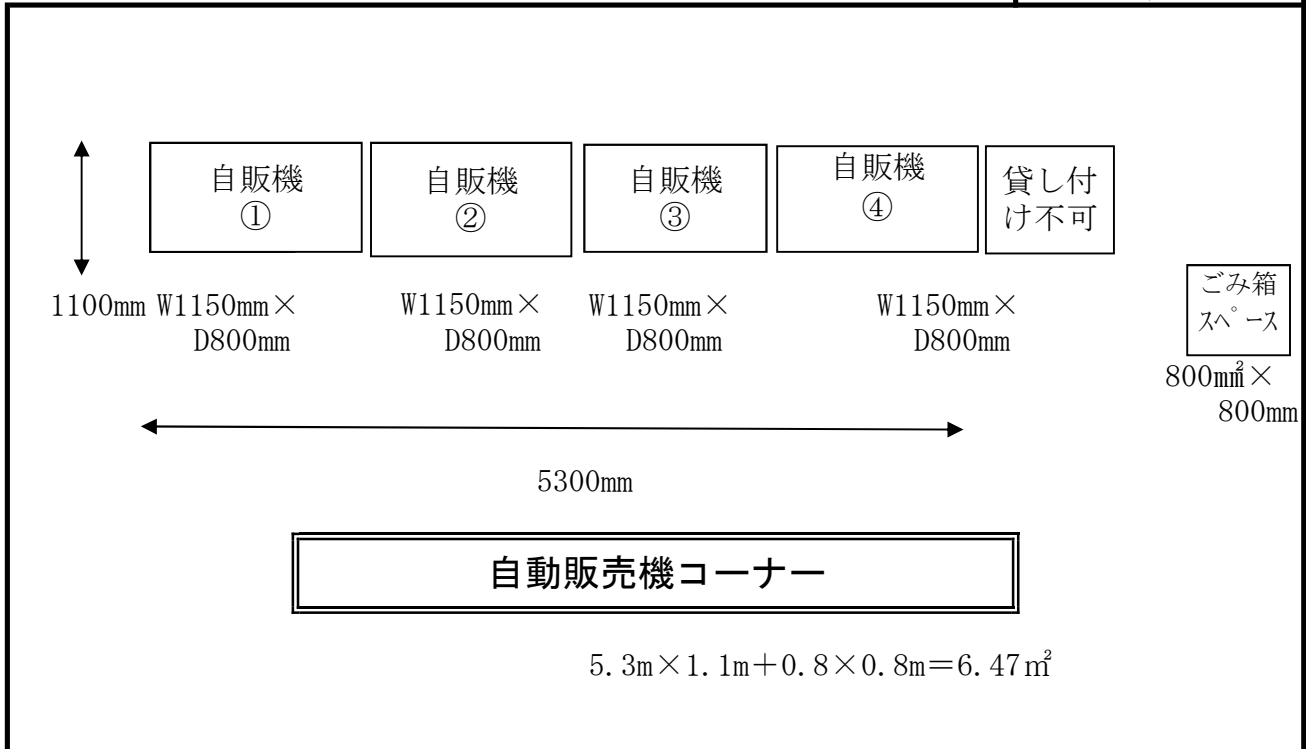 自販機
①
自販機
②
自販機
③
自販機
④
貸し付
け不可
ごみ箱
スペース
1100mm
W1150mm×
D800mm
W1150mm×
D800mm
W1150mm×
D800mm
W1150mm×
D800mm
800mm²×
800mm
5300mm
自動販売機コーナー
5.3m×1.1m+0.8×0.8m=6.47㎡